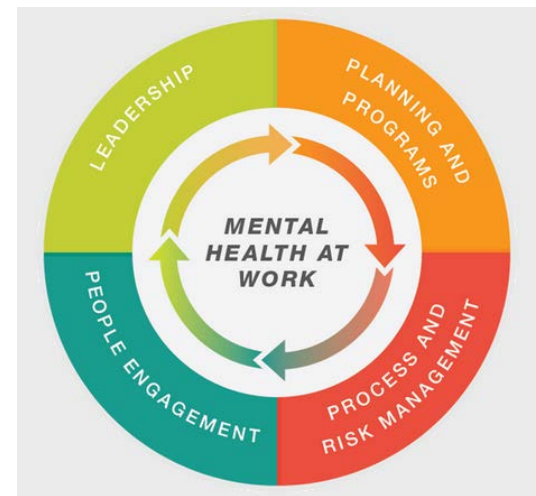 LEADERSHIP
PLANNING AND
PROGRAMS
MENTAL
HEALTH AT
WORK
PEOPLE ENGAGEMENT
PROCESS AND
RISK MANAGEMENT